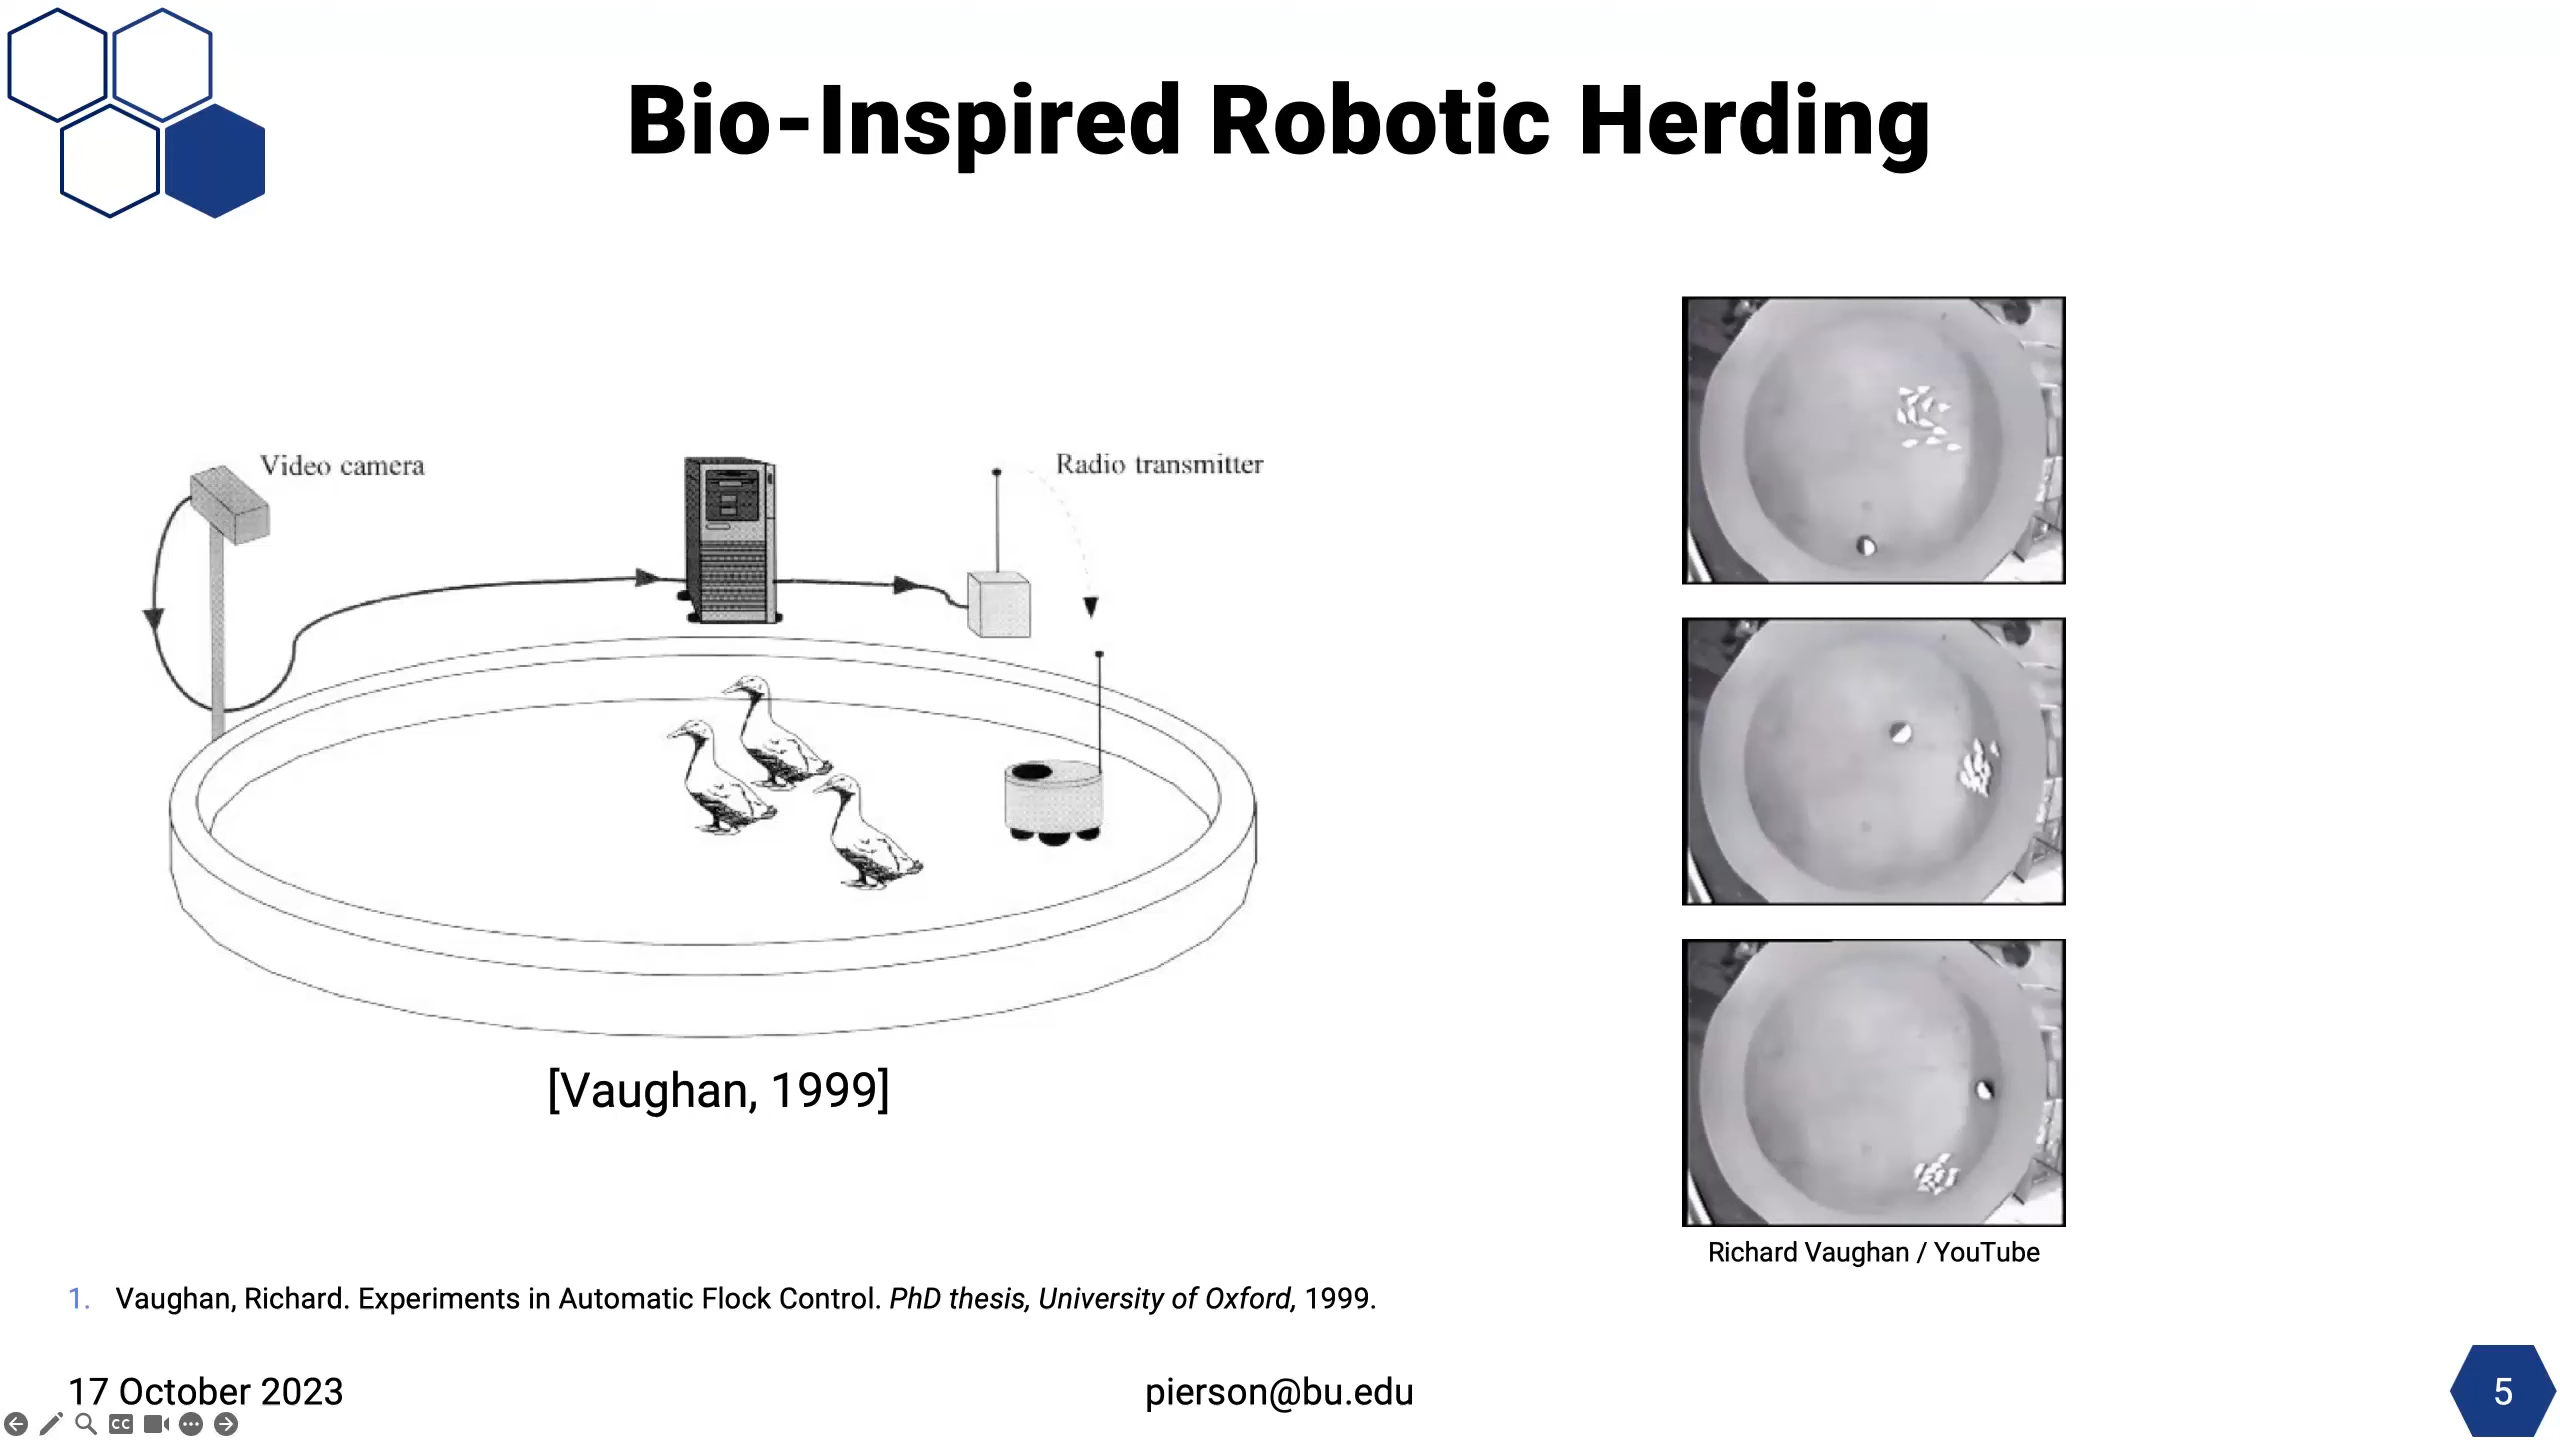 Bio-Inspired Robotic Herding
Video camera
Radio transmitter
[Vaughan, 1999]
Richard Vaughan / YouTube
1. Vaughan, Richard. Experiments in Automatic Flock Control. PhD thesis, University of Oxford, 1999.
17 October 2023
pierson@bu.edu
5
CC